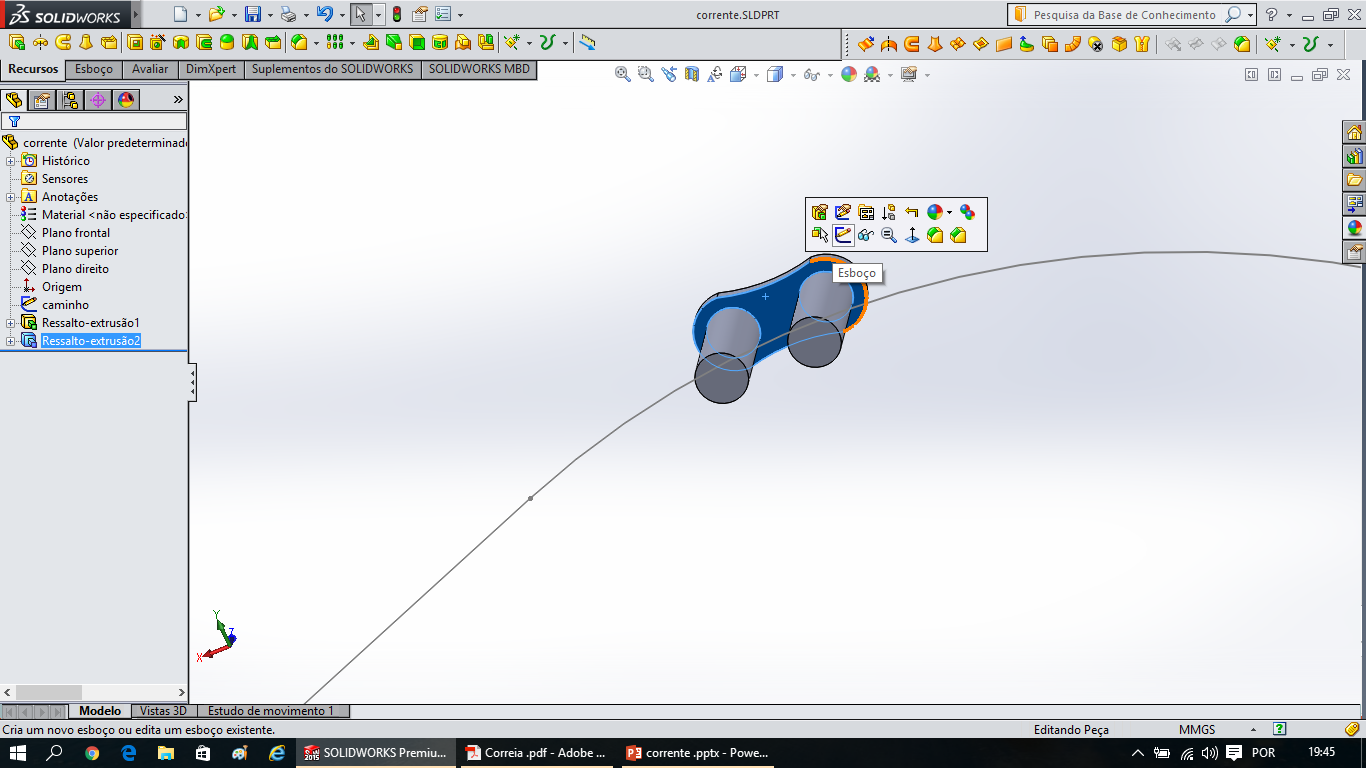 SOLIDWORKS
corrente.SLDPRT
Pesquisa da Base de Conhecimento
Recursos
Esboço
Avaliar
DimXpert
Suplementos do SOLIDWORKS
SOLIDWORKS MBD
corrente (Valor predeterminado
Histórico
Sensores
Anotações
Material <não especificado>
Plano frontal
Plano superior
Plano direito
Origem
caminho
Ressalto-extrusão1
Ressalto-extrusão2
Esboço
Y
Z
X
Modelo
Vistas 3D
Estudo de movimento 1
Cria um novo esboço ou edita um esboço existente.
Editando Peça
MMGS
SOLIDWORKS Premiu...
Correia .pdf - Adobe ...
corrente .pptx - Powe...
POR
19:45